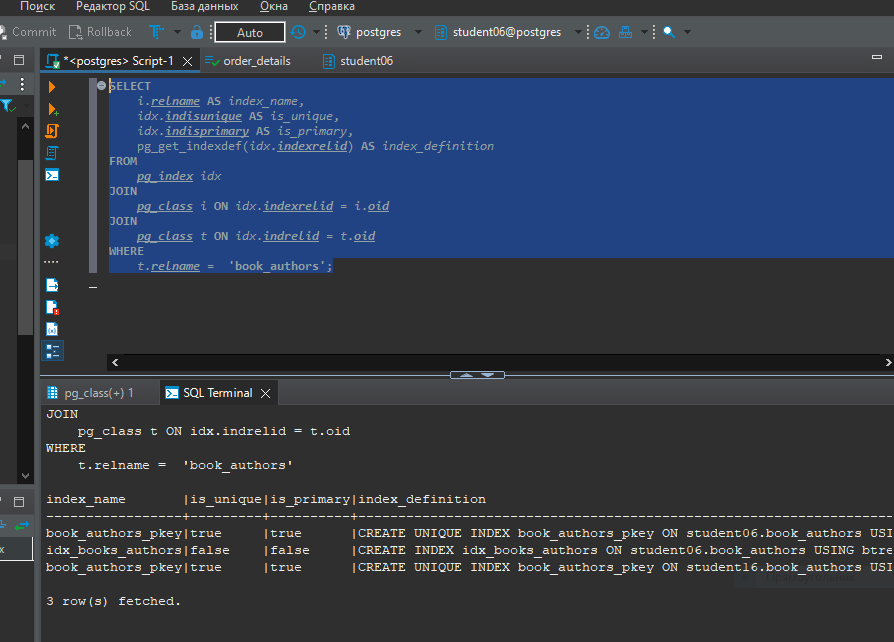 Поиск Редактор SQL База данных Окна Справка
Commit Rollback Auto postgres student06@postgres
*<postgres> Script-1 order_details student06
SELECT
i.relname AS index_name,
idx.indisunique AS is_unique,
idx.indisprimary AS is_primary,
pg_get_indexdef(idx.indexrelid) AS index_definition
FROM
pg_index idx
JOIN
pg_class i ON idx.indexrelid = i.oid
JOIN
pg_class t ON idx.indrelid = t.oid
WHERE
t.relname = 'book_authors';
pg_class(+) 1 SQL Terminal
JOIN
pg_class t ON idx.indrelid = t.oid
WHERE
t.relname = 'book_authors'
index_name |is_unique|is_primary|index_definition
-----------------+---------+----------+--------------------------------------------------
book_authors_pkey|true |true |CREATE UNIQUE INDEX book_authors_pkey ON student06.book_authors USI
idx_books_authors|false |false |CREATE INDEX idx_books_authors ON student06.book_authors USING btre
book_authors_pkey|true |true |CREATE UNIQUE INDEX book_authors_pkey ON student16.book_authors USI
3 row(s) fetched.